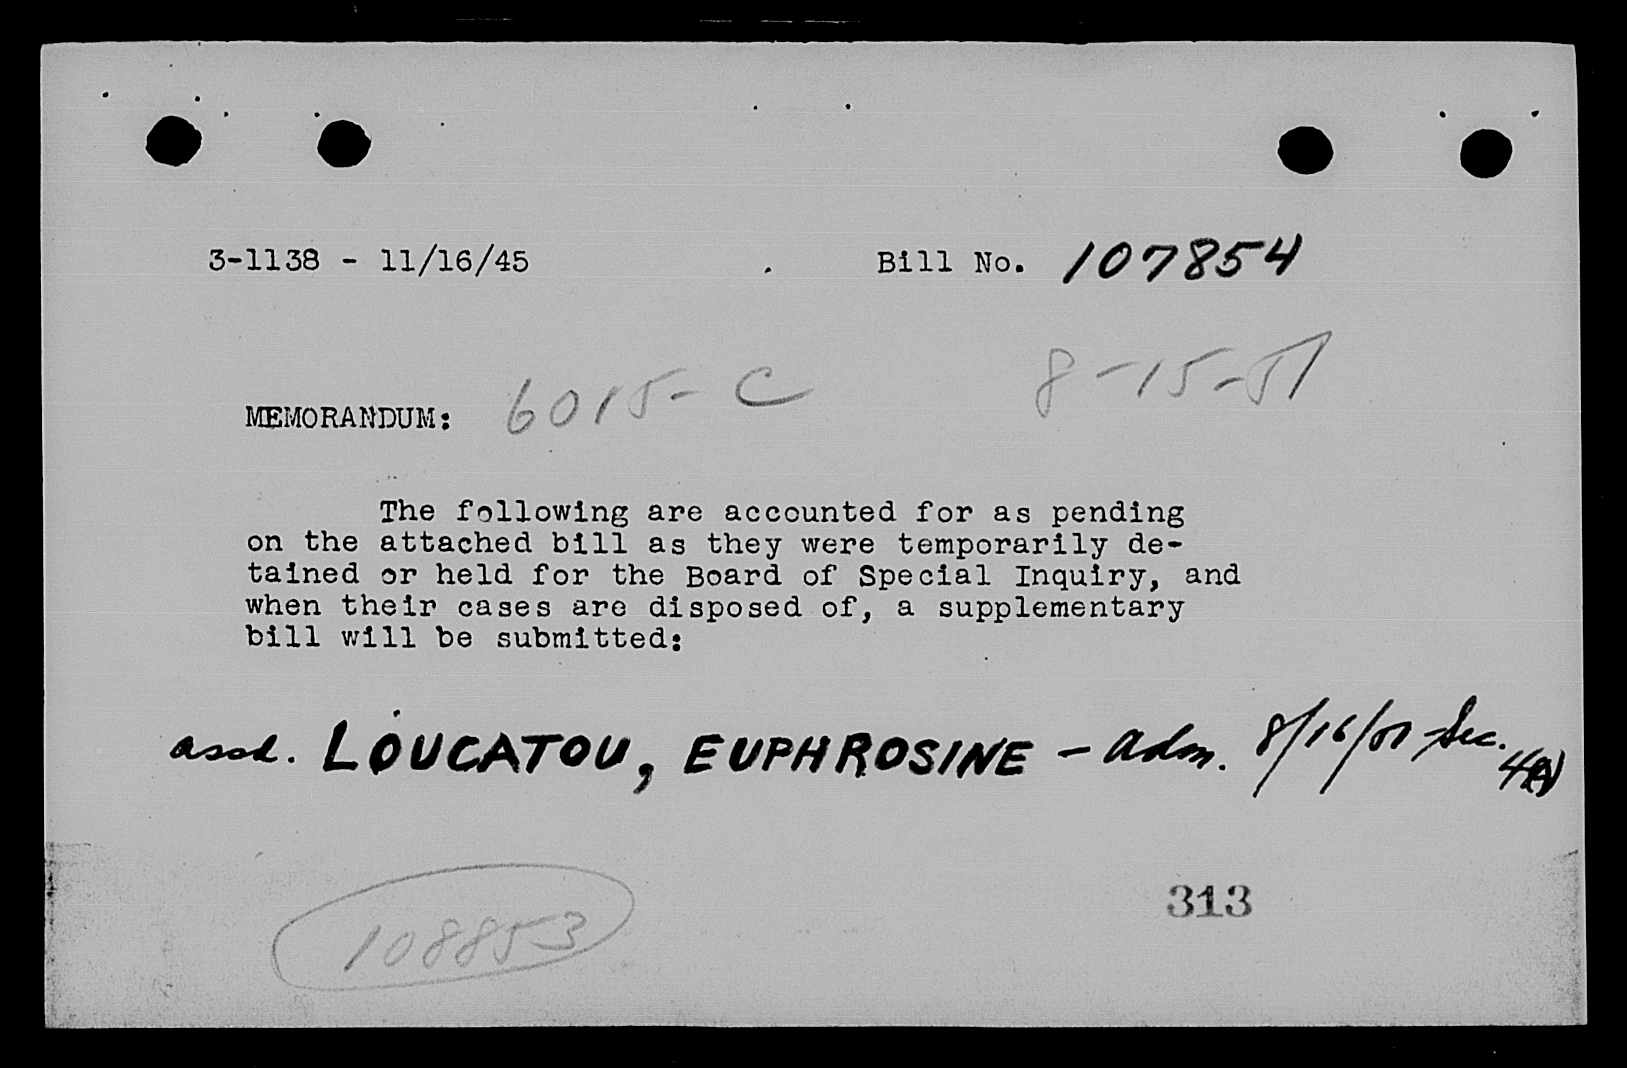 3-1138 - 11/16/45 . Bill No. 107854
6015-C 8-15-51
MEMORANDUM:
The following are accounted for as pending
on the attached bill as they were temporarily de-
tained or held for the Board of Special Inquiry, and
when their cases are disposed of, a supplementary
bill will be submitted:
assd. LOUCATOU, EUPHROSINE - adm. 8/16/51 Sec.
313
108853